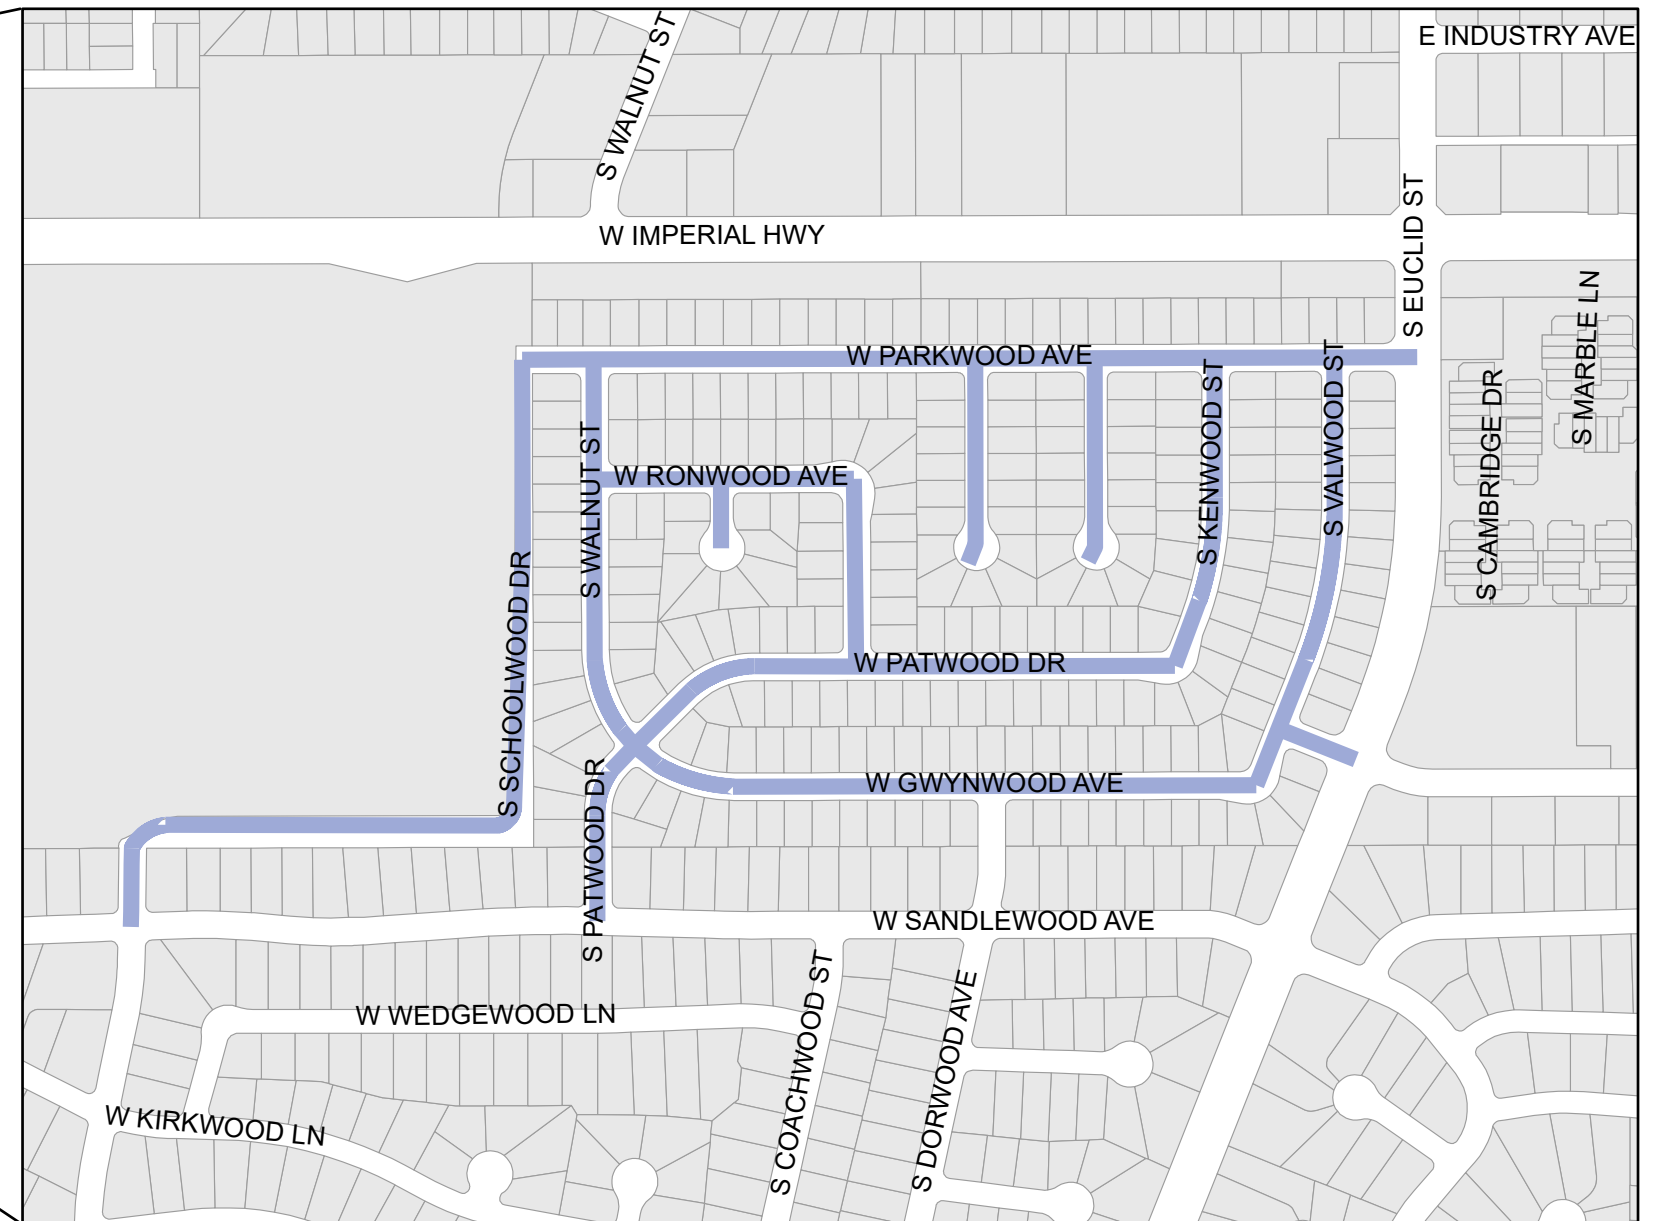 E INDUSTRY AVE
S WALNUT ST
W IMPERIAL HWY
S EUCLID ST
S MARBLE LN
W PARKWOOD AVE
S KENWOOD ST
S VALWOOD ST
S CAMBRIDGE DR
S WALNUT ST
W RONWOOD AVE
S SCHOOLWOOD DR
W PATWOOD DR
W GWYNWOOD AVE
S PATWOOD DR
W SANDLEWOOD AVE
W WEDGEWOOD LN
S COACHWOOD ST
S DORWOOD AVE
W KIRKWOOD LN